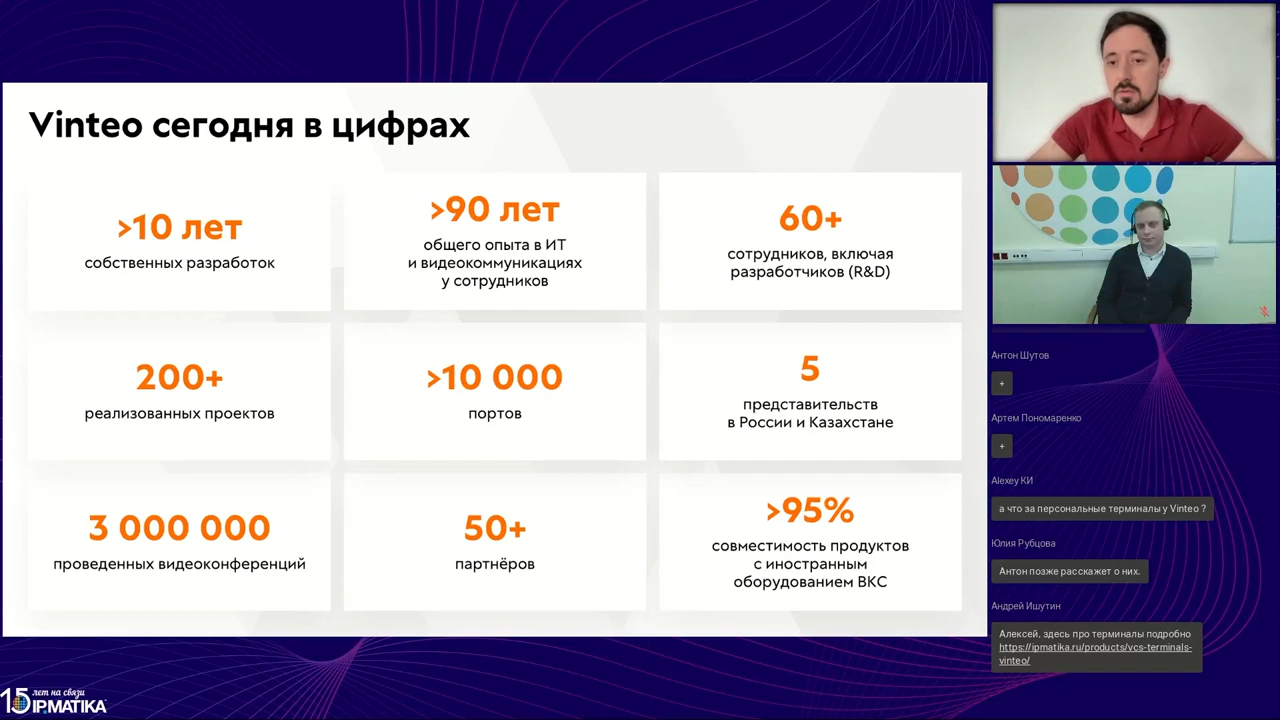 Vinteo сегодня в цифрах
>10 лет
собственных разработок
>90 лет
общего опыта в ИТ
и видеокоммуникациях
у сотрудников
60+
сотрудников, включая
разработчиков (R&D)
200+
реализованных проектов
>10 000
портов
5
представительств
в России и Казахстане
3 000 000
проведенных видеоконференций
50+
партнёров
>95%
совместимость продуктов
с иностранным
оборудованием ВКС
Антон Шутов
+
Артем Пономаренко
+
Alexey КИ
а что за персональные терминалы у Vinteo ?
Юлия Рубцова
Антон позже расскажет о них.
Андрей Ишутин
Алексей, здесь про терминалы подробно
https://ipmatika.ru/products/vcs-terminals-
vinteo/
15 лет на связи
IPMATIKA